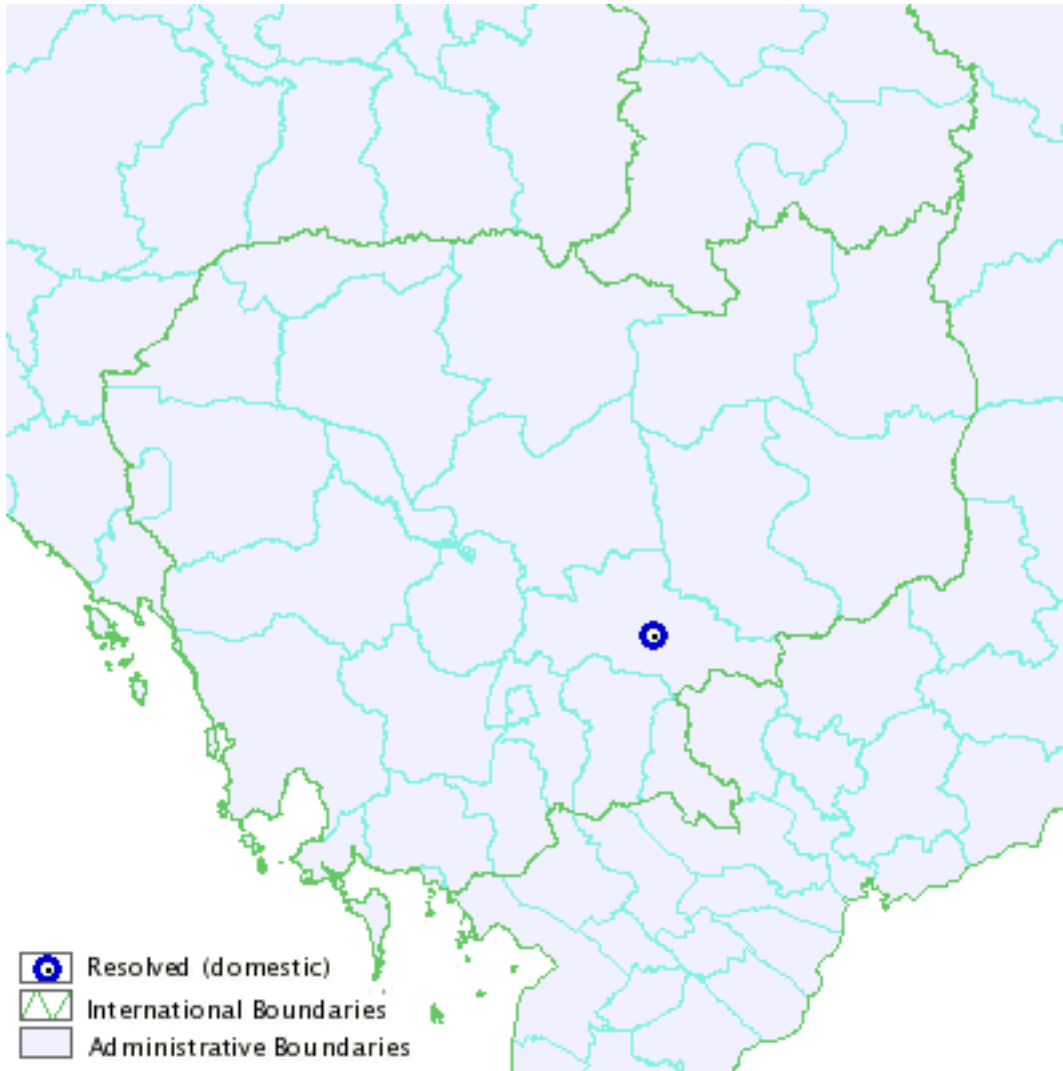 Resolved (domestic)
International Boundaries
Administrative Boundaries